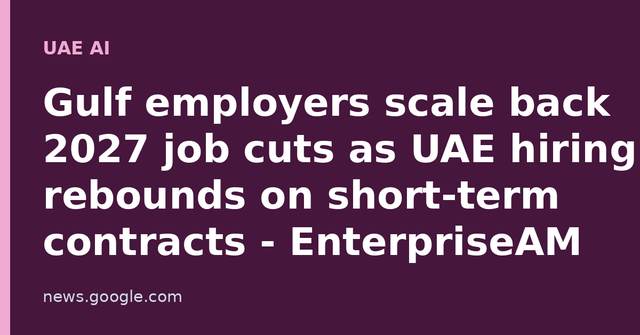 UAE AI
Gulf employers scale back
2027 job cuts as UAE hiring
rebounds on short-term
contracts - EnterpriseAM
news.google.com